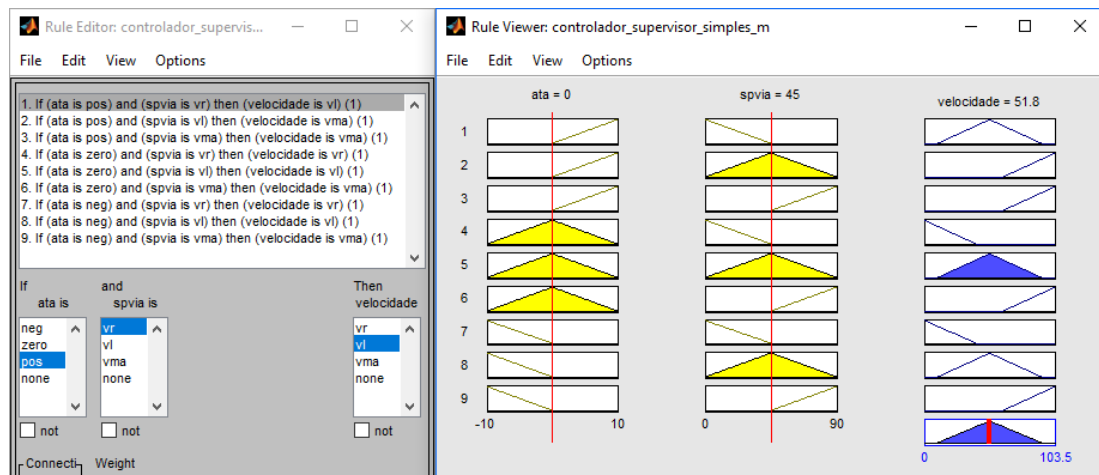 Rule Editor: controlador_supervis...
File Edit View Options
1. If (ata is pos) and (spvia is vr) then (velocidade is vl) (1)
2. If (ata is pos) and (spvia is vl) then (velocidade is vma) (1)
3. If (ata is pos) and (spvia is vma) then (velocidade is vma) (1)
4. If (ata is zero) and (spvia is vr) then (velocidade is vr) (1)
5. If (ata is zero) and (spvia is vl) then (velocidade is vl) (1)
6. If (ata is zero) and (spvia is vma) then (velocidade is vma) (1)
7. If (ata is neg) and (spvia is vr) then (velocidade is vr) (1)
8. If (ata is neg) and (spvia is vl) then (velocidade is vl) (1)
9. If (ata is neg) and (spvia is vma) then (velocidade is vma) (1)
If and Then
ata is spvia is velocidade
neg vr vr
zero vl vl
pos vma vma
none none none
not not not
Connecti Weight
Rule Viewer: controlador_supervisor_simples_m
File Edit View Options
ata = 0 spvia = 45 velocidade = 51.8
1
2
3
4
5
6
7
8
9
-10 10 0 90
0 103.5